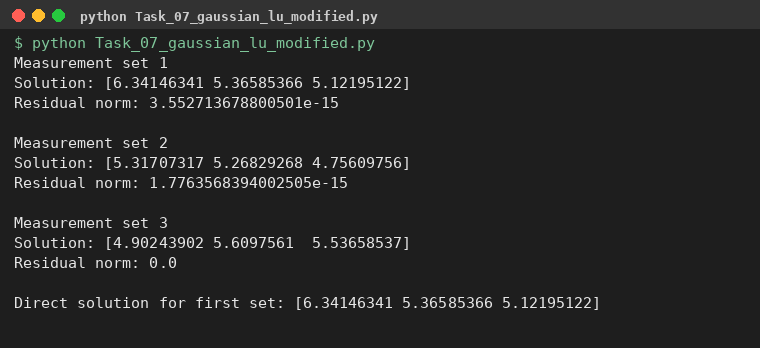 python Task_07_gaussian_lu_modified.py
$ python Task_07_gaussian_lu_modified.py
Measurement set 1
Solution: [6.34146341 5.36585366 5.12195122]
Residual norm: 3.552713678800501e-15
Measurement set 2
Solution: [5.31707317 5.26829268 4.75609756]
Residual norm: 1.7763568394002505e-15
Measurement set 3
Solution: [4.90243902 5.6097561  5.53658537]
Residual norm: 0.0
Direct solution for first set: [6.34146341 5.36585366 5.12195122]